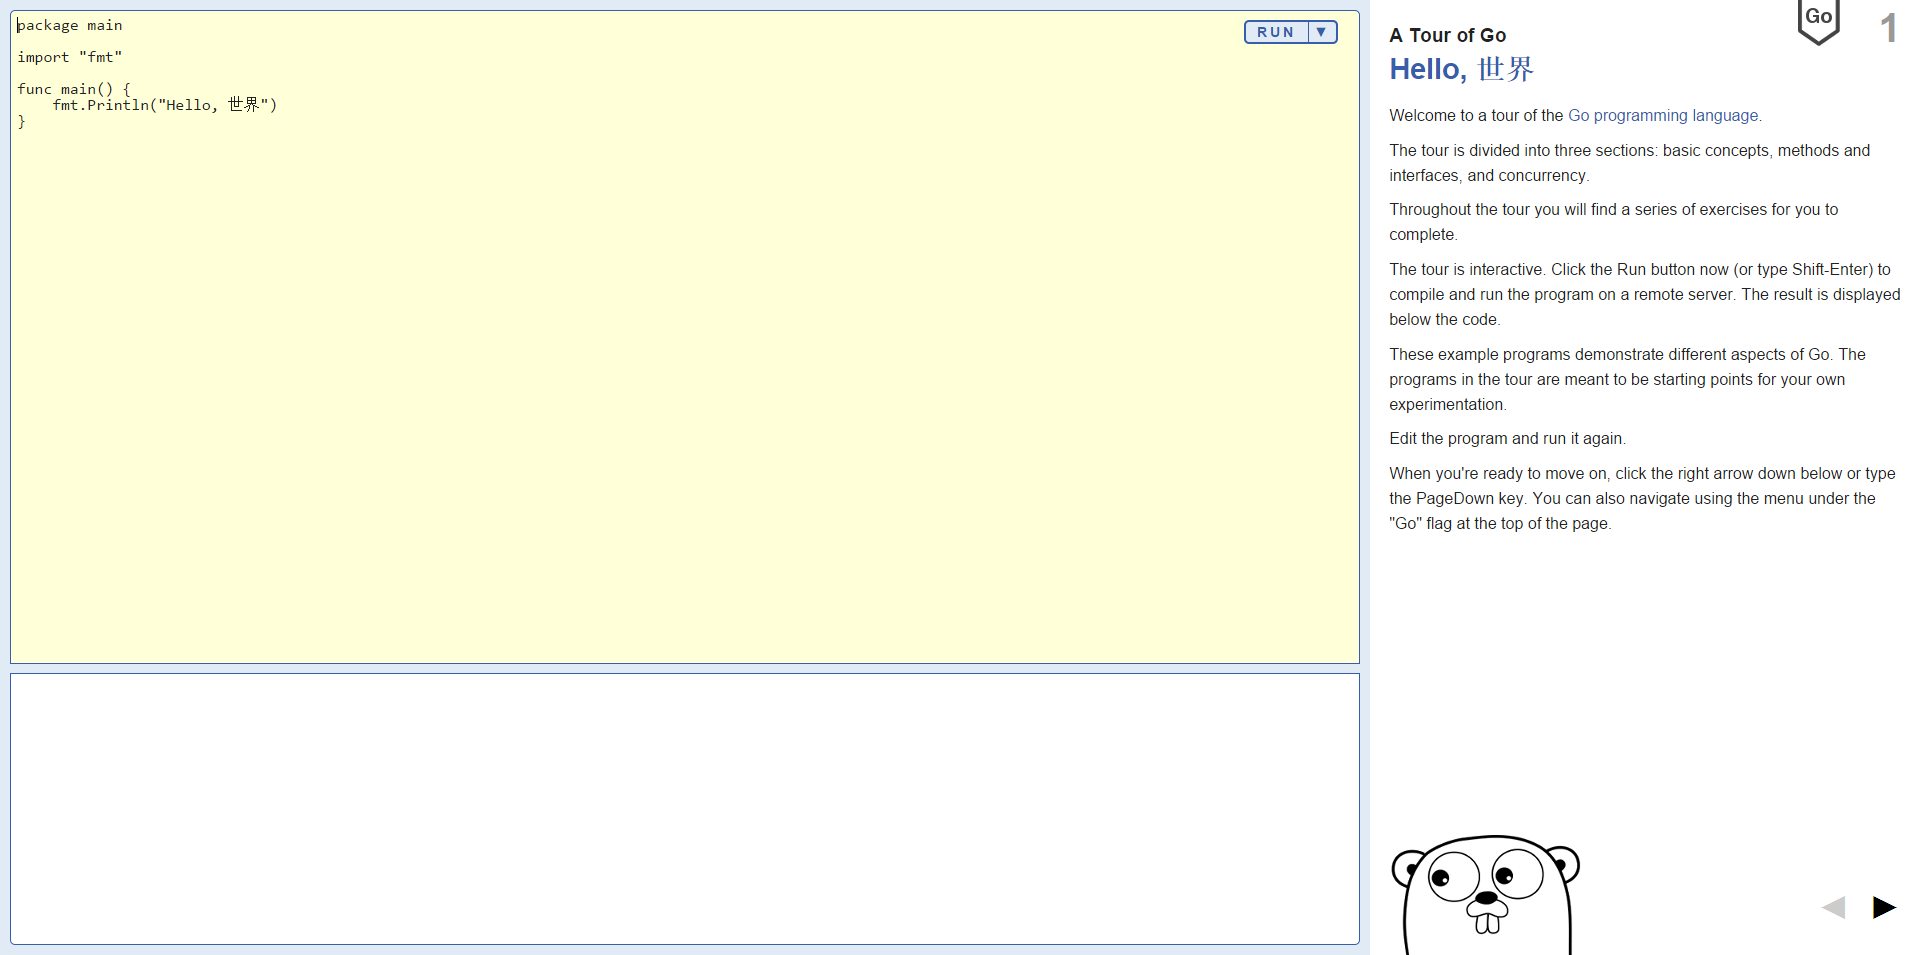 package main
import "fmt"
func main() {
    fmt.Println("Hello, 世界")
}
RUN ▼
Go
1
A Tour of Go
Hello, 世界
Welcome to a tour of the Go programming language.
The tour is divided into three sections: basic concepts, methods and
interfaces, and concurrency.
Throughout the tour you will find a series of exercises for you to
complete.
The tour is interactive. Click the Run button now (or type Shift-Enter) to
compile and run the program on a remote server. The result is displayed
below the code.
These example programs demonstrate different aspects of Go. The
programs in the tour are meant to be starting points for your own
experimentation.
Edit the program and run it again.
When you're ready to move on, click the right arrow down below or type
the PageDown key. You can also navigate using the menu under the
"Go" flag at the top of the page.